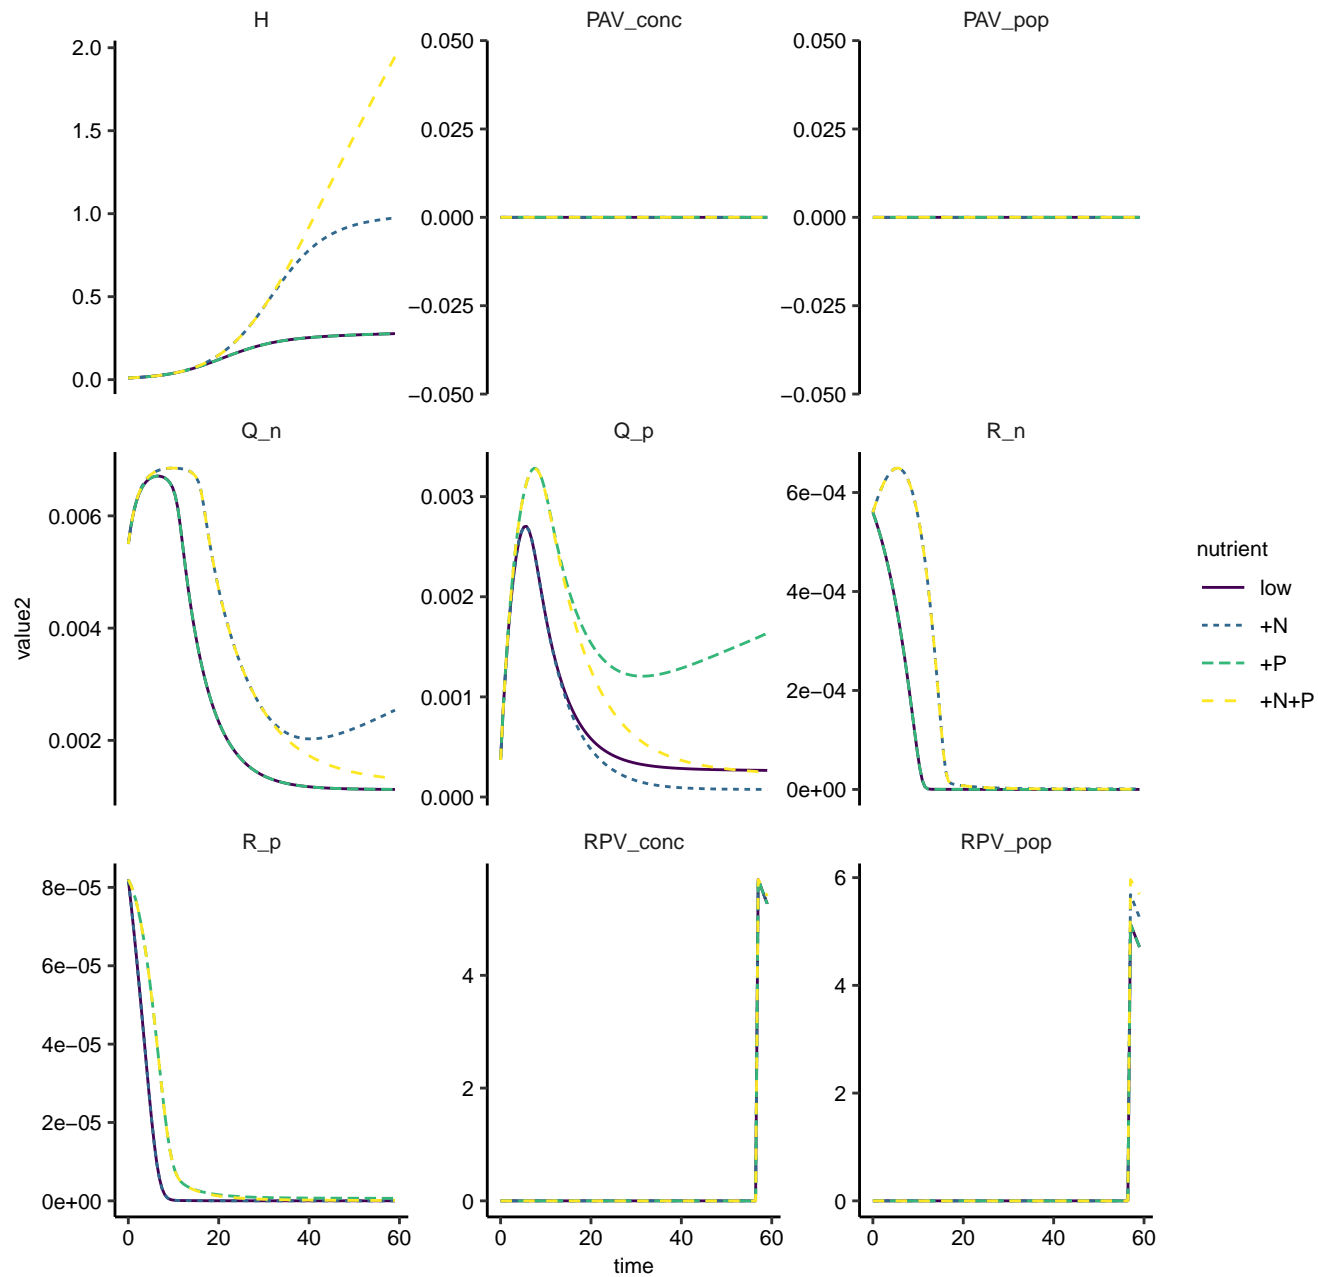 H
PAV_conc
PAV_pop
2.0
1.5
1.0
0.5
0.0
0.050
0.025
0.000
−0.025
−0.050
0.050
0.025
0.000
−0.025
−0.050
Q_n
Q_p
R_n
0.006
0.004
0.002
0.003
0.002
0.001
0.000
6e−04
4e−04
2e−04
0e+00
value2
nutrient
low
+N
+P
+N+P
R_p
RPV_conc
RPV_pop
8e−05
6e−05
4e−05
2e−05
0e+00
4
2
0
6
4
2
0
0 20 40 60
0 20 40 60
0 20 40 60
time